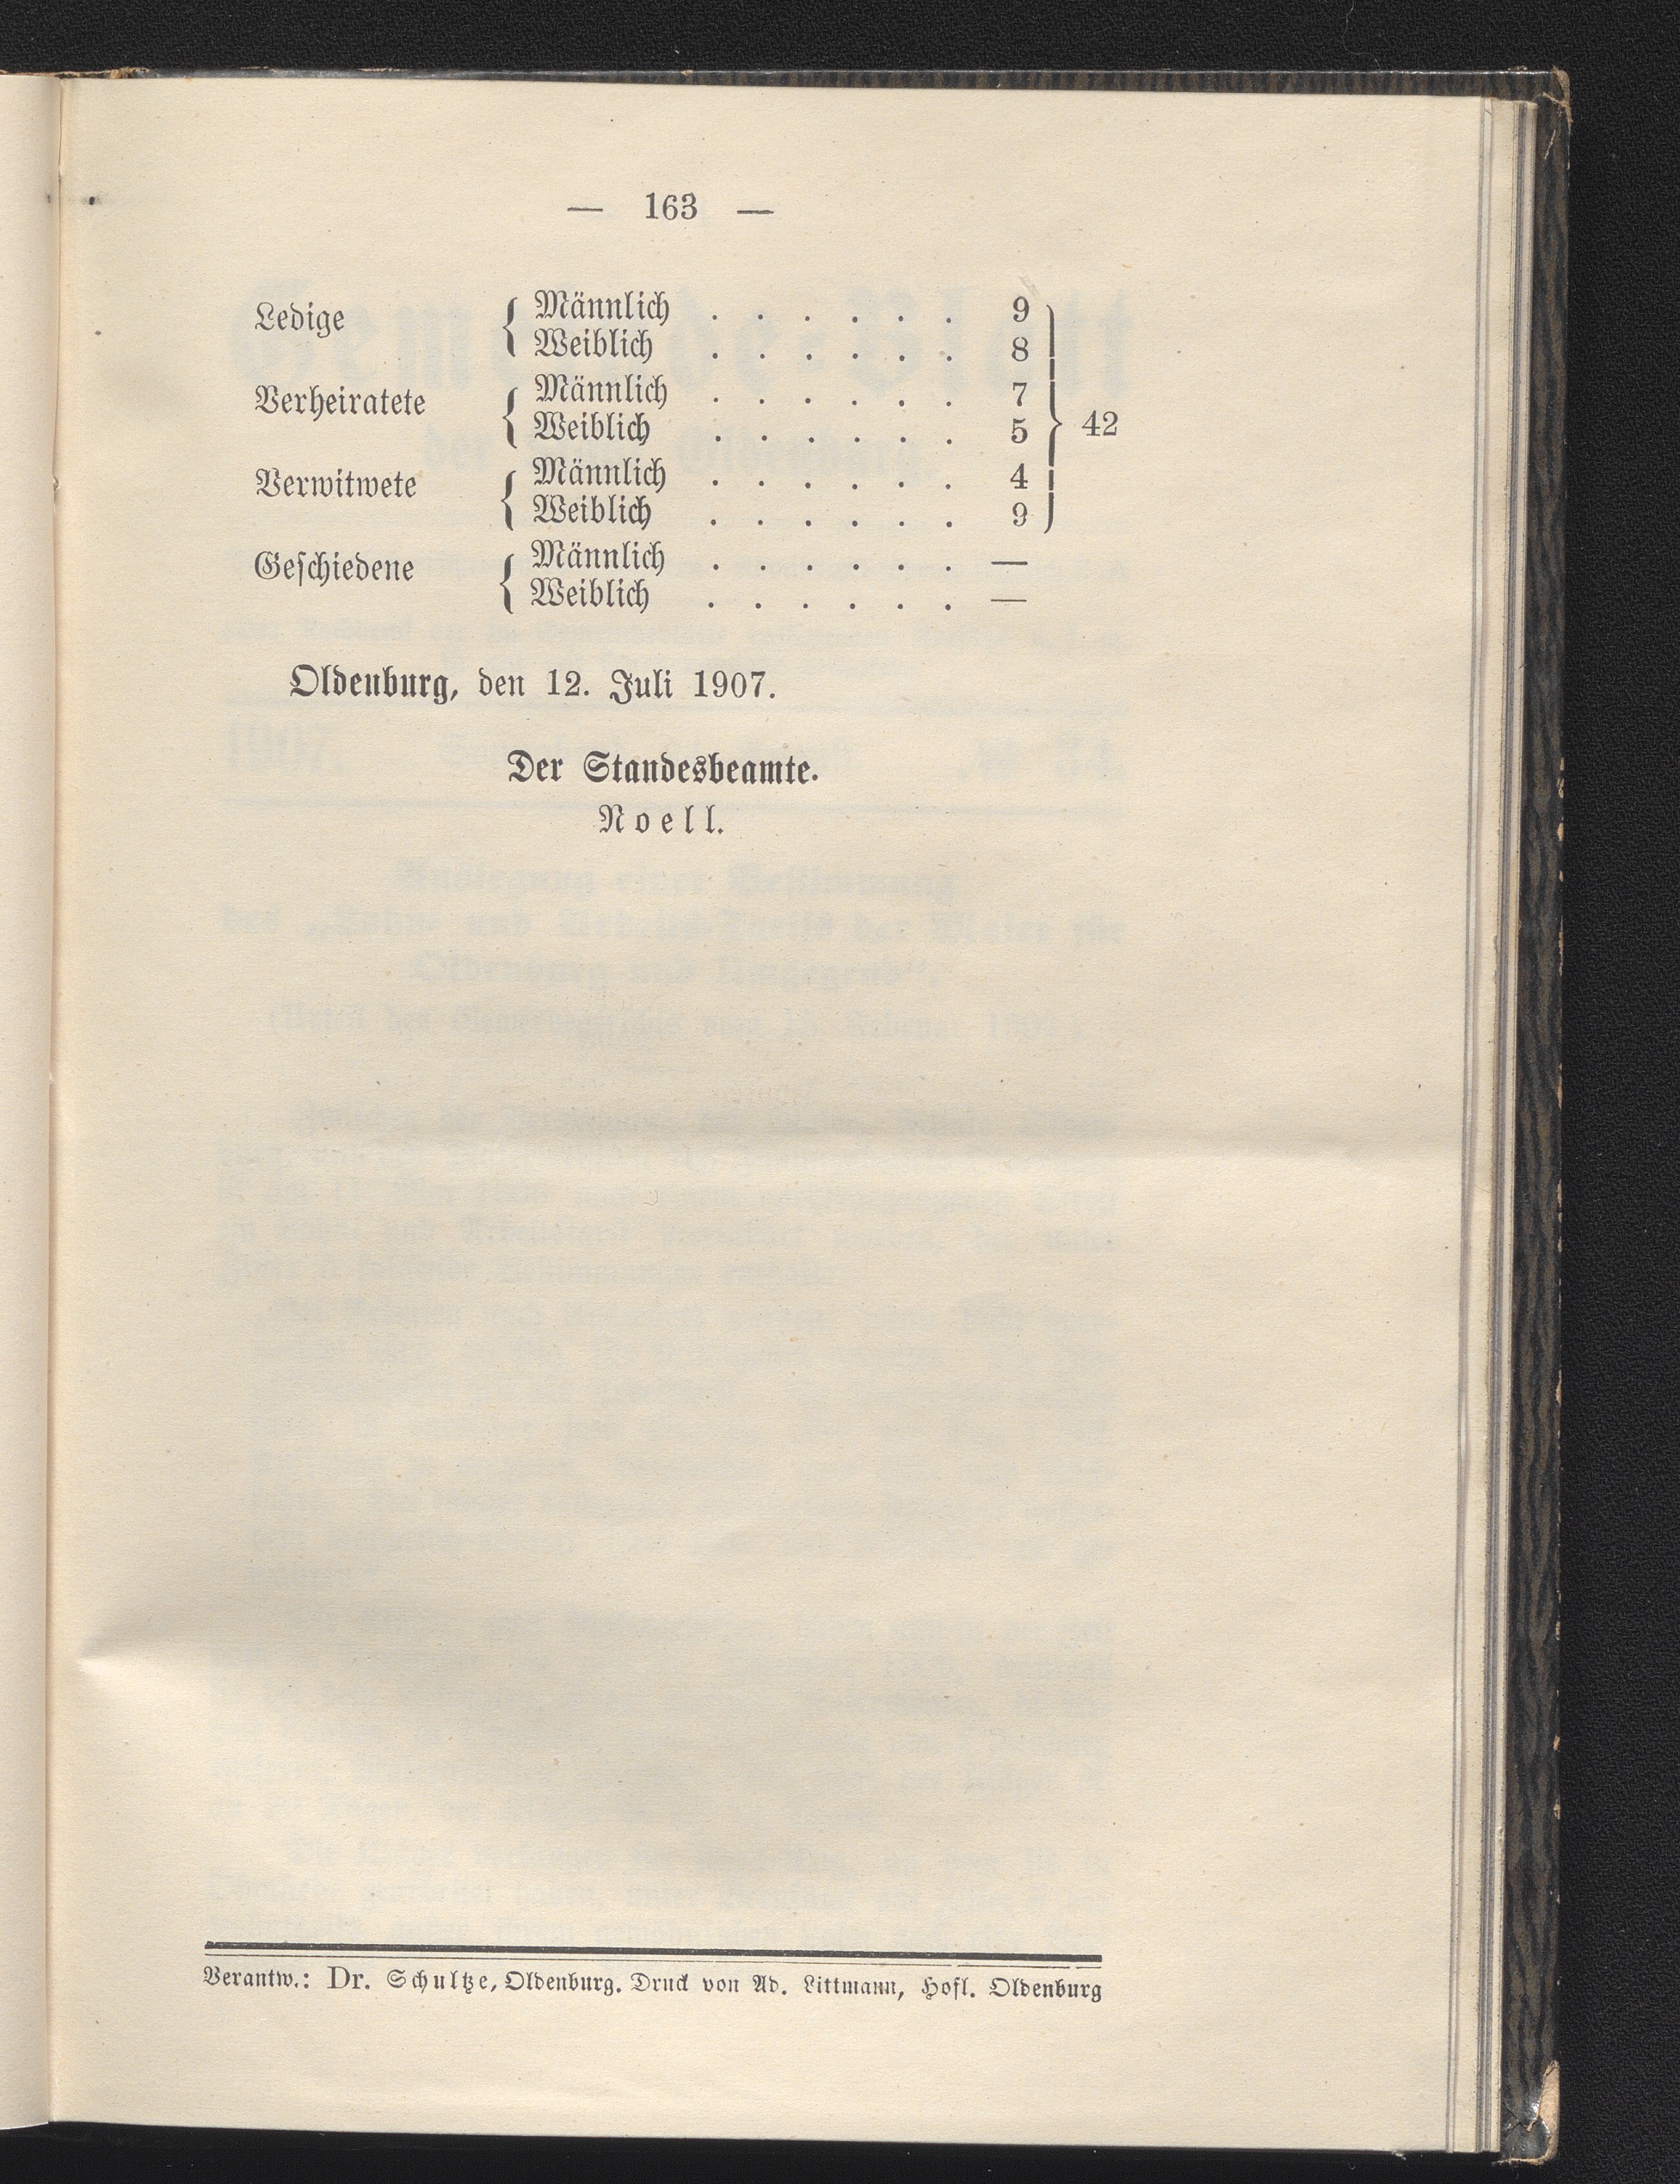 — 163 —
Ledige { Männlich . . . . . . 9
Weiblich . . . . . . 8
Verheiratete { Männlich . . . . . . 7
Weiblich . . . . . . 5 } 42
Verwitwete { Männlich . . . . . . 4
Weiblich . . . . . . 9
Geschiedene { Männlich . . . . . . —
Weiblich . . . . . . —
Oldenburg, den 12. Juli 1907.
Der Standesbeamte.
Noell.
Verantw.: Dr. Schultze, Oldenburg. Druck von Ad. Littmann, Hofl. Oldenburg